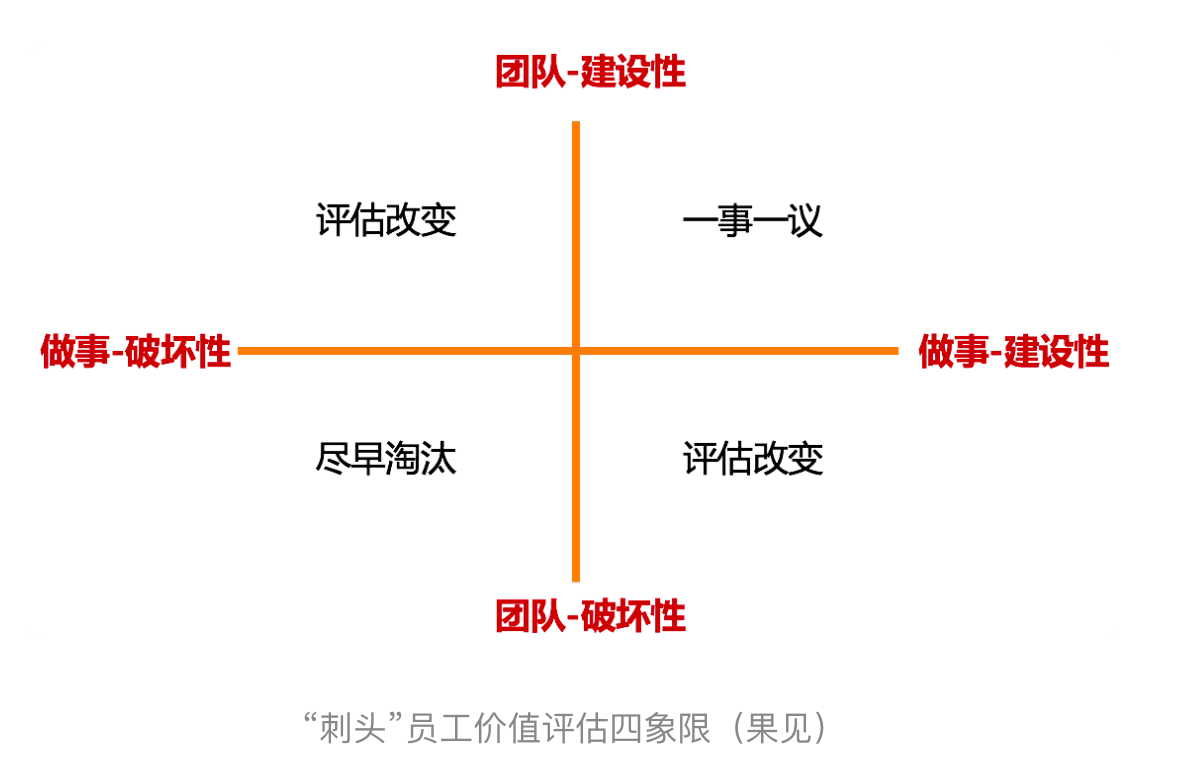 团队-建设性
评估改变
一事一议
做事-破坏性
做事-建设性
尽早淘汰
评估改变
团队-破坏性
“刺头”员工价值评估四象限（果见）